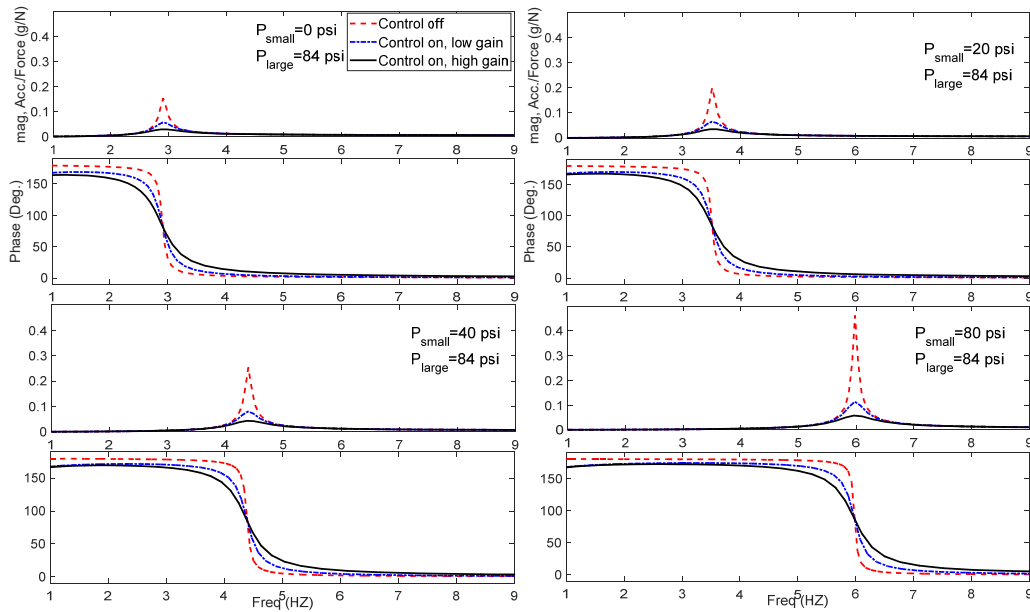 mag. Acc./Force (g/N)
0.4
0.3
0.2
0.1
0
P_small=0 psi
P_large=84 psi
Control off
Control on, low gain
Control on, high gain
1 2 3 4 5 6 7 8 9
Phase (Deg.)
150
100
50
0
1 2 3 4 5 6 7 8 9
mag. Acc./Force (g/N)
0.4
0.3
0.2
0.1
0
P_small=20 psi
P_large=84 psi
1 2 3 4 5 6 7 8 9
Phase (Deg.)
150
100
50
0
1 2 3 4 5 6 7 8 9
0.4
0.3
0.2
0.1
0
P_small=40 psi
P_large=84 psi
1 2 3 4 5 6 7 8 9
150
100
50
0
1 2 3 4 5 6 7 8 9
Freq (HZ)
0.4
0.3
0.2
0.1
0
P_small=80 psi
P_large=84 psi
1 2 3 4 5 6 7 8 9
150
100
50
0
1 2 3 4 5 6 7 8 9
Freq (HZ)